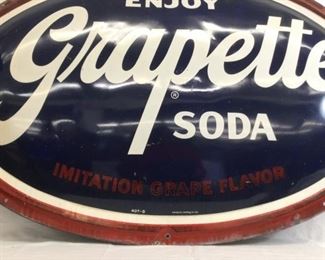 ENJOY
Grapette
®
SODA
IMITATION GRAPE FLAVOR